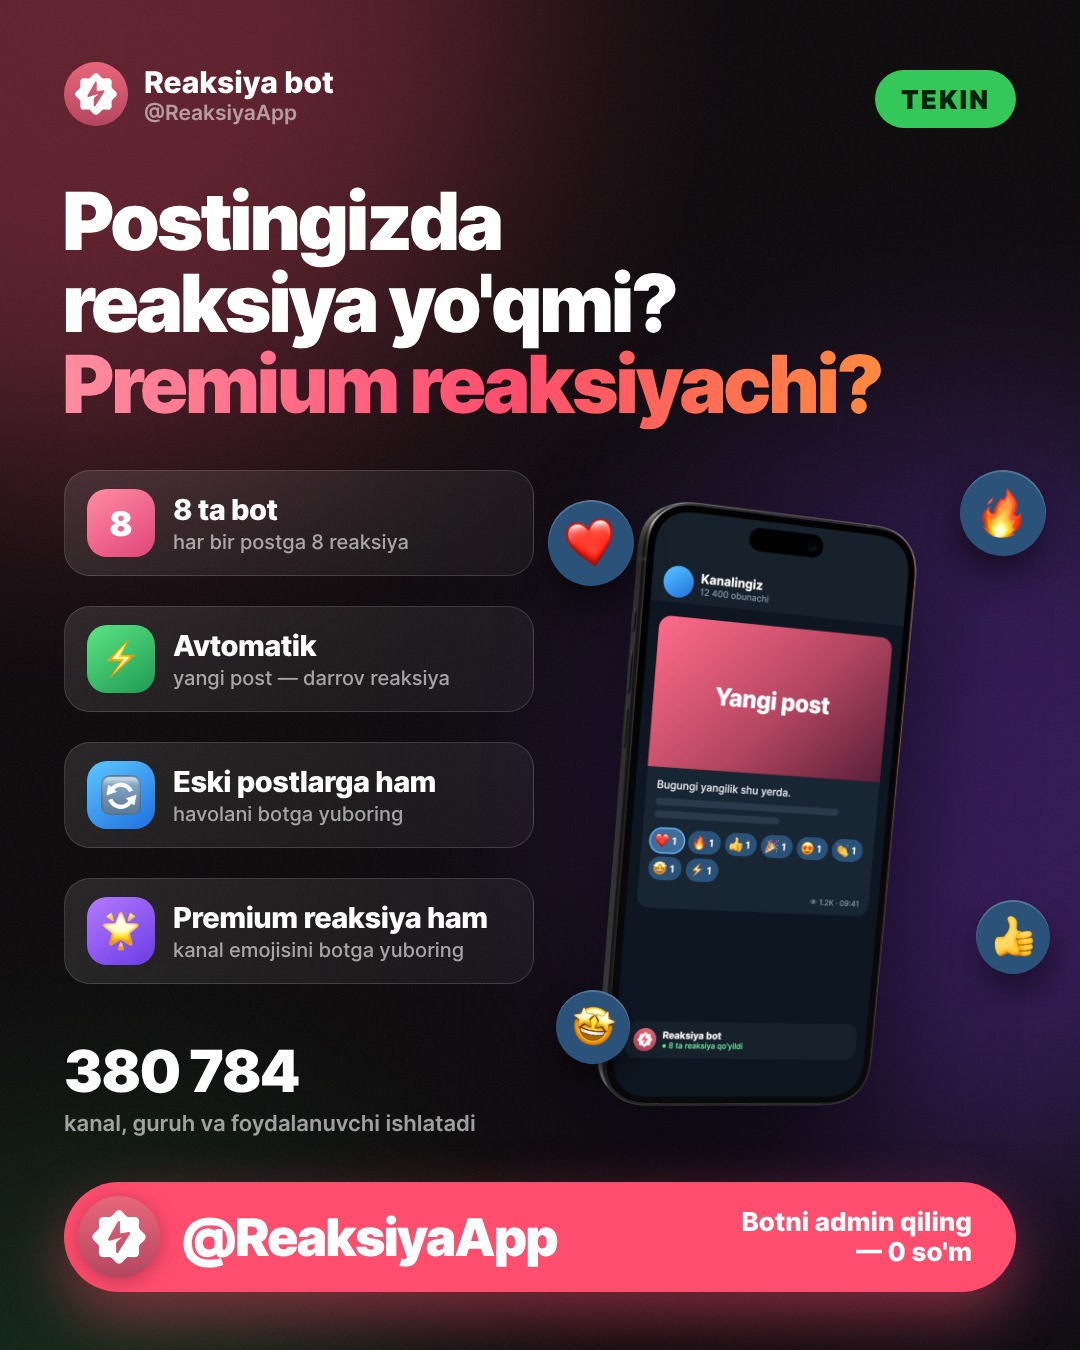 Reaksiya bot
@ReaksiyaApp
TEKIN
Postingizda
reaksiya yo'qmi?
Premium reaksiyachi?
8
8 ta bot
har bir postga 8 reaksiya
Avtomatik
yangi post — darrov reaksiya
Eski postlarga ham
havolani botga yuboring
Premium reaksiya ham
kanal emojisini botga yuboring
Kanalingiz
12 400 obunachi
Yangi post
Bugungi yangilik shu yerda.
❤️ 1 🔥 1 👍 1 🎉 1 😍 1 👏 1
🤩 1 ⚡ 1
👁 1.2K · 09:41
Reaksiya bot
● 8 ta reaksiya qo'yildi
380 784
kanal, guruh va foydalanuvchi ishlatadi
@ReaksiyaApp
Botni admin qiling
— 0 so'm